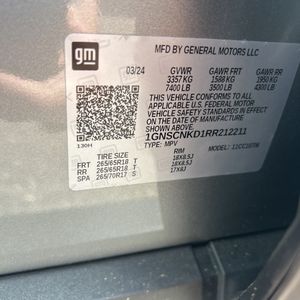 gm
MFD BY GENERAL MOTORS LLC
03/24 GVWR GAWR FRT GAWR RR
3357 KG 1588 KG 1950 KG
7400 LB 3500 LB 4300 LB
THIS VEHICLE CONFORMS TO ALL
APPLICABLE U.S. FEDERAL MOTOR
VEHICLE SAFETY
STANDARDS IN EFFECT ON THE DATE OF
MANUFACTURE SHOWN ABOVE.
1GNSCNKD1RR212211
130H TYPE: MPV MODEL:
TIRE SIZE RIM
FRT 265/65R18 T 18X8.5J
RR 265/65R18 T 18X8.5J
SPA 265/70R17 S 17X8J